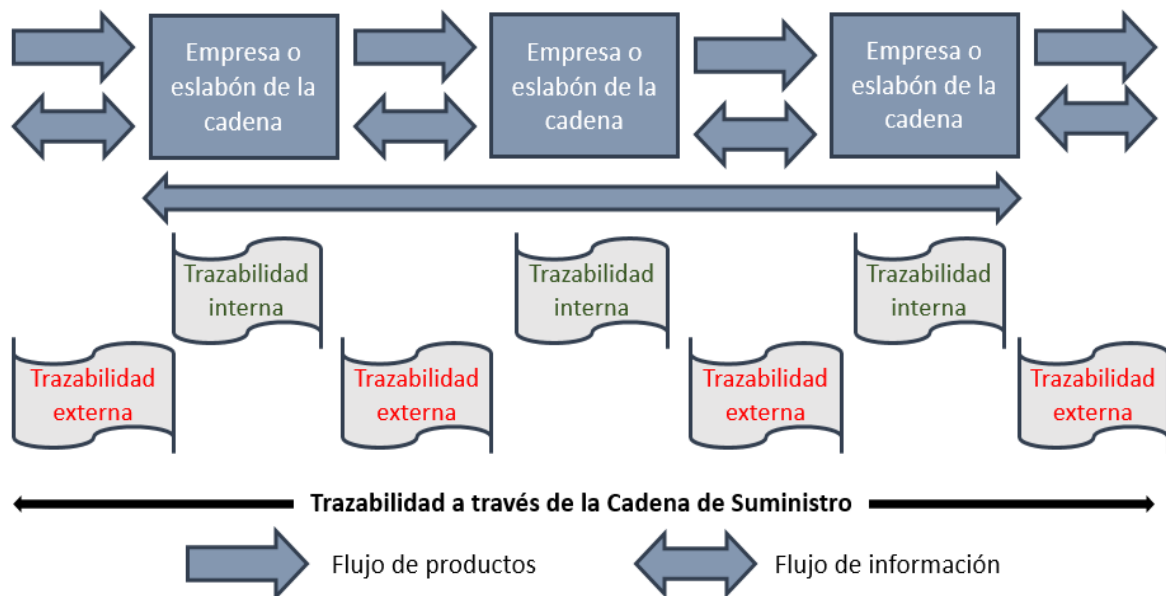 Empresa o
eslabón de la
cadena
Empresa o
eslabón de la
cadena
Empresa o
eslabón de la
cadena
Trazabilidad
interna
Trazabilidad
interna
Trazabilidad
interna
Trazabilidad
externa
Trazabilidad
externa
Trazabilidad
externa
Trazabilidad
externa
Trazabilidad a través de la Cadena de Suministro
Flujo de productos
Flujo de información